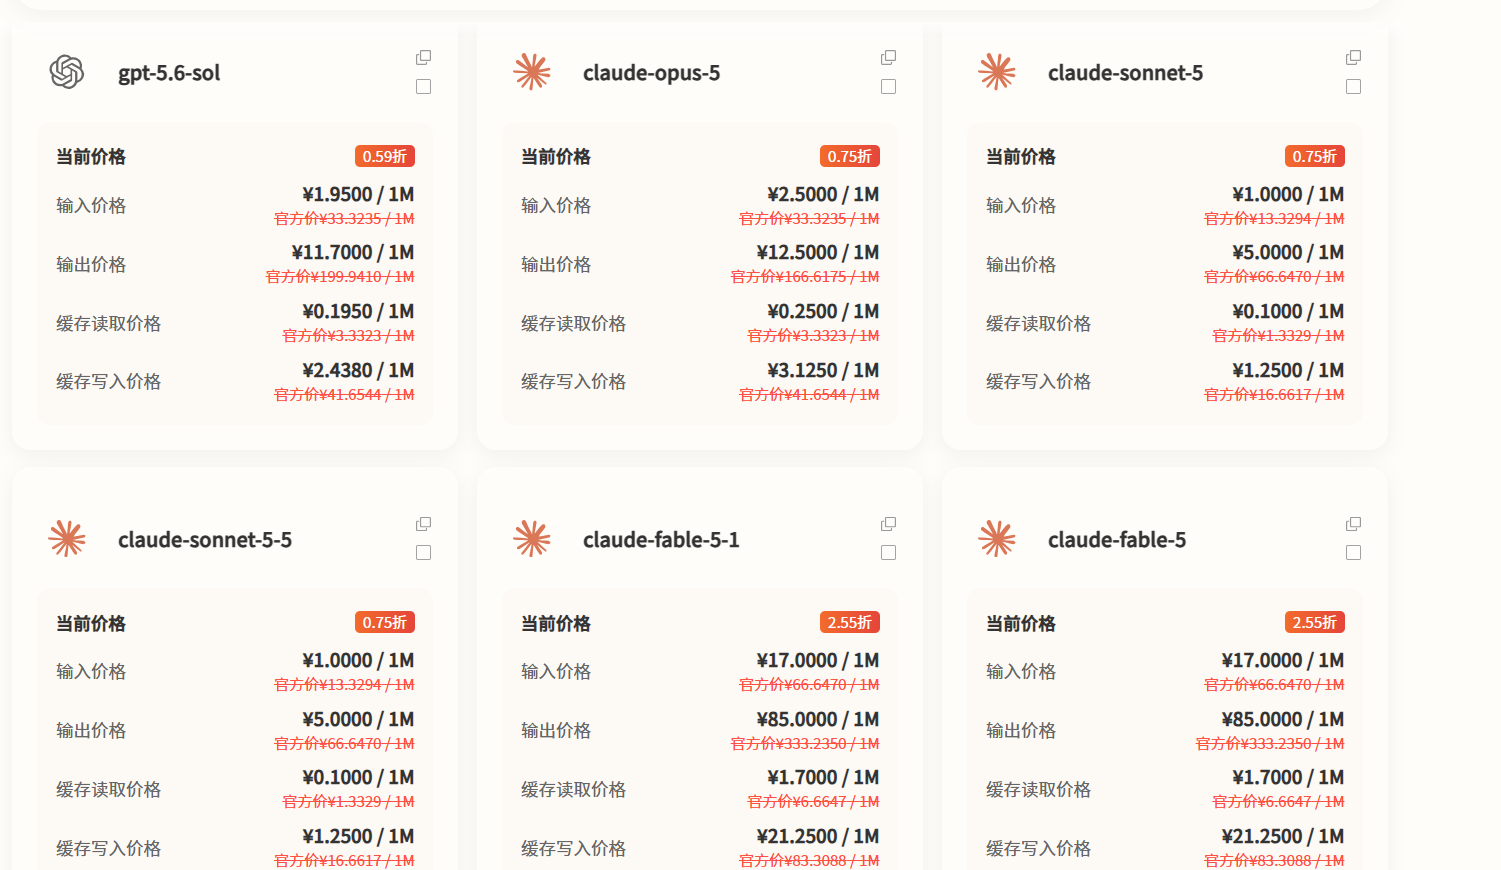 gpt-5.6-sol
当前价格
0.59折
输入价格
¥1.9500 / 1M
官方价¥33.3235 / 1M
输出价格
¥11.7000 / 1M
官方价¥199.9410 / 1M
缓存读取价格
¥0.1950 / 1M
官方价¥3.3323 / 1M
缓存写入价格
¥2.4380 / 1M
官方价¥41.6544 / 1M
claude-opus-5
当前价格
0.75折
输入价格
¥2.5000 / 1M
官方价¥33.3235 / 1M
输出价格
¥12.5000 / 1M
官方价¥166.6175 / 1M
缓存读取价格
¥0.2500 / 1M
官方价¥3.3323 / 1M
缓存写入价格
¥3.1250 / 1M
官方价¥41.6544 / 1M
claude-sonnet-5
当前价格
0.75折
输入价格
¥1.0000 / 1M
官方价¥13.3294 / 1M
输出价格
¥5.0000 / 1M
官方价¥66.6470 / 1M
缓存读取价格
¥0.1000 / 1M
官方价¥1.3329 / 1M
缓存写入价格
¥1.2500 / 1M
官方价¥16.6617 / 1M
claude-sonnet-5-5
当前价格
0.75折
输入价格
¥1.0000 / 1M
官方价¥13.3294 / 1M
输出价格
¥5.0000 / 1M
官方价¥66.6470 / 1M
缓存读取价格
¥0.1000 / 1M
官方价¥1.3329 / 1M
缓存写入价格
¥1.2500 / 1M
官方价¥16.6617 / 1M
claude-fable-5-1
当前价格
2.55折
输入价格
¥17.0000 / 1M
官方价¥66.6470 / 1M
输出价格
¥85.0000 / 1M
官方价¥333.2350 / 1M
缓存读取价格
¥1.7000 / 1M
官方价¥6.6647 / 1M
缓存写入价格
¥21.2500 / 1M
官方价¥83.3088 / 1M
claude-fable-5
当前价格
2.55折
输入价格
¥17.0000 / 1M
官方价¥66.6470 / 1M
输出价格
¥85.0000 / 1M
官方价¥333.2350 / 1M
缓存读取价格
¥1.7000 / 1M
官方价¥6.6647 / 1M
缓存写入价格
¥21.2500 / 1M
官方价¥83.3088 / 1M